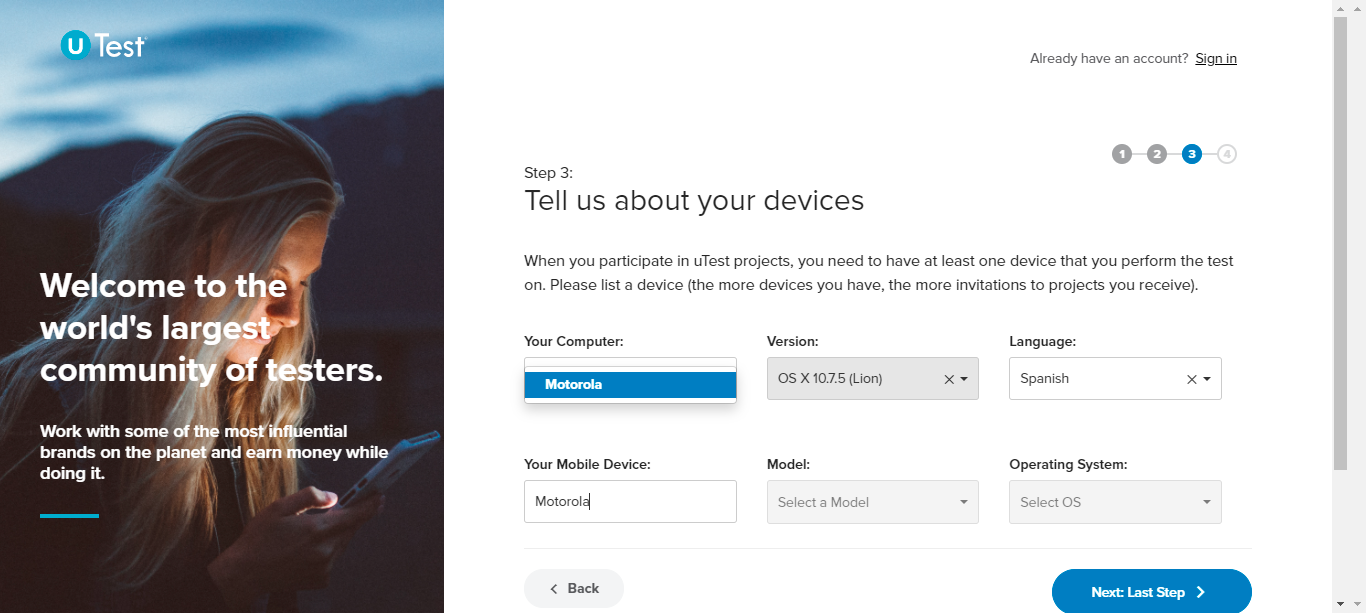 U Test
Already have an account? Sign in
1 2 3 4
Step 3:
Tell us about your devices
When you participate in uTest projects, you need to have at least one device that you perform the test
on. Please list a device (the more devices you have, the more invitations to projects you receive).
Your Computer: Version: Language:
Motorola OS X 10.7.5 (Lion) Spanish
Your Mobile Device: Model: Operating System:
Motorola Select a Model Select OS
Back Next: Last Step
Welcome to the
world's largest
community of testers.
Work with some of the most influential
brands on the planet and earn money while
doing it.